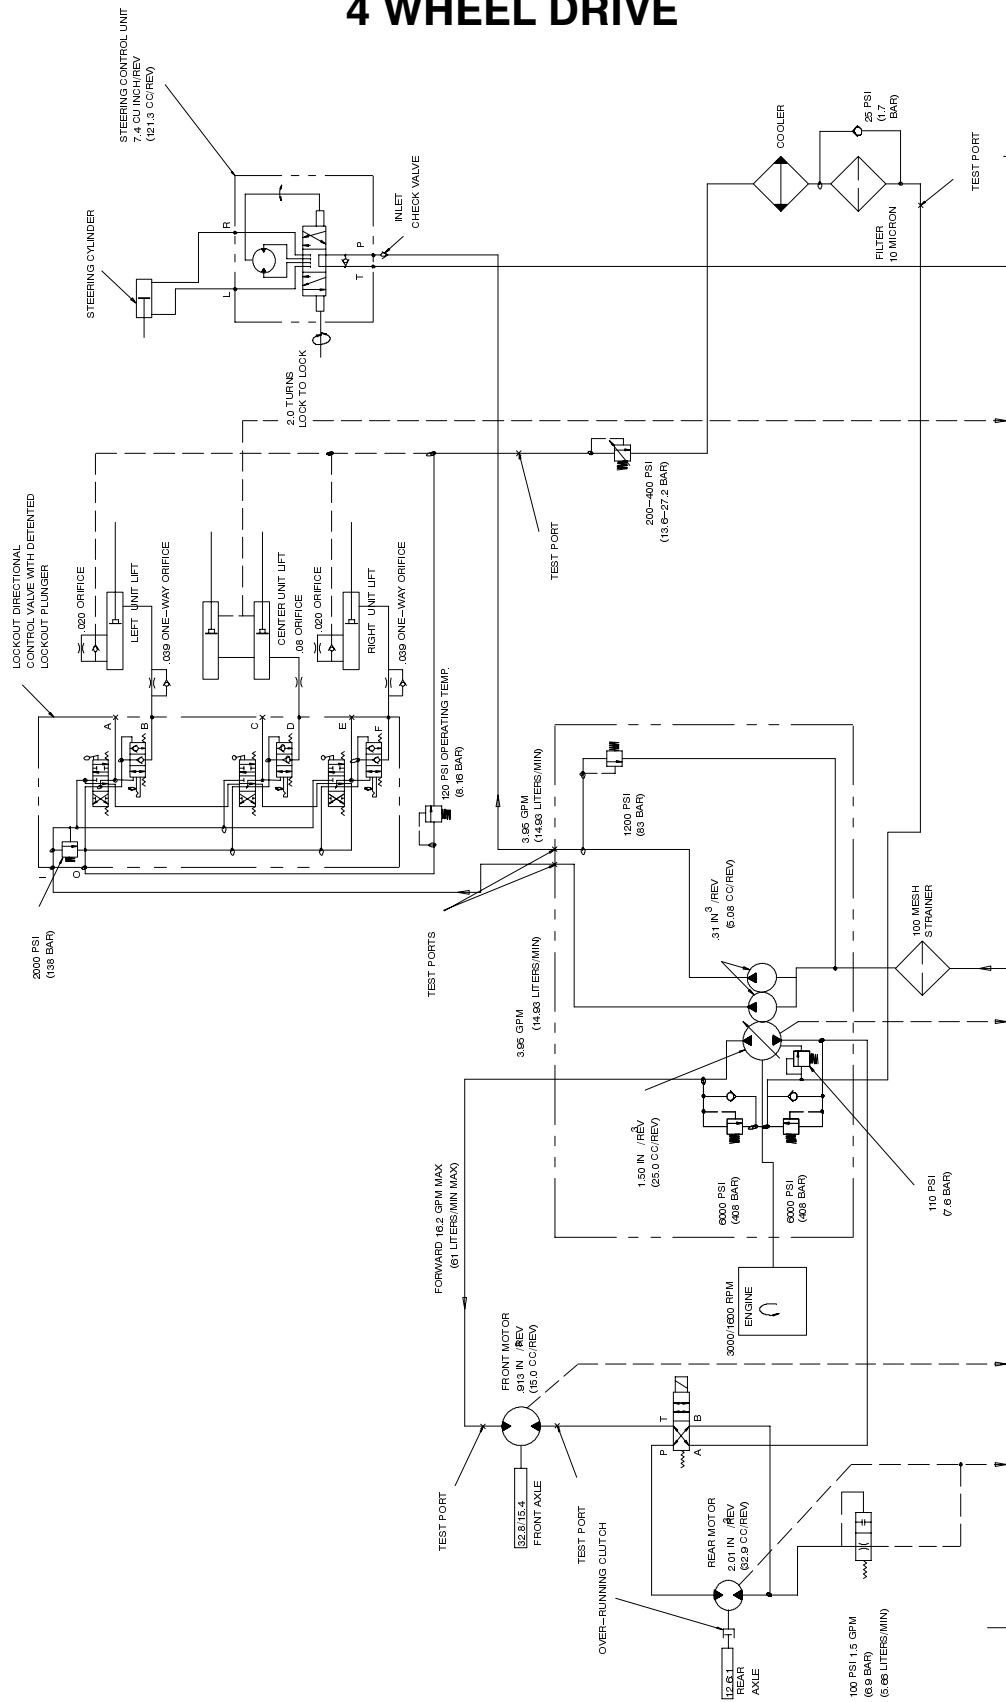 4 WHEEL DRIVE
STEERING CONTROL UNIT
7.4 CU INCH/REV
(121.3 CC/REV)
STEERING CYLINDER
L
R
T
P
INLET
CHECK VALVE
2.0 TURNS
LOCK TO LOCK
COOLER
25 PSI
(1.7
BAR)
FILTER
10 MICRON
TEST PORT
LOCKOUT DIRECTIONAL
CONTROL VALVE WITH DETENTED
LOCKOUT PLUNGER
.020 ORIFICE
LEFT UNIT LIFT
.039 ONE-WAY ORIFICE
CENTER UNIT LIFT
.08 ORIFICE
.020 ORIFICE
RIGHT UNIT LIFT
.039 ONE-WAY ORIFICE
A
B
C
D
E
F
I
O
2000 PSI
(138 BAR)
120 PSI OPERATING TEMP.
(8.16 BAR)
TEST PORT
200-400 PSI
(13.6-27.2 BAR)
TEST PORTS
3.95 GPM
(14.93 LITERS/MIN)
3.95 GPM
(14.93 LITERS/MIN)
1200 PSI
(83 BAR)
.31 IN3 /REV
(5.08 CC/REV)
100 MESH
STRAINER
1.50 IN3 /REV
(25.0 CC/REV)
6000 PSI
(408 BAR)
6000 PSI
(408 BAR)
110 PSI
(7.6 BAR)
FORWARD 16.2 GPM MAX
(61 LITERS/MIN MAX)
3000/1600 RPM
ENGINE
FRONT MOTOR
.913 IN3 /REV
(15.0 CC/REV)
TEST PORT
32.8/15.4
FRONT AXLE
TEST PORT
P
T
A
B
OVER-RUNNING CLUTCH
REAR MOTOR
2.01 IN3 /REV
(32.9 CC/REV)
12.6:1
REAR
AXLE
100 PSI 1.5 GPM
(6.9 BAR)
(5.66 LITERS/MIN)